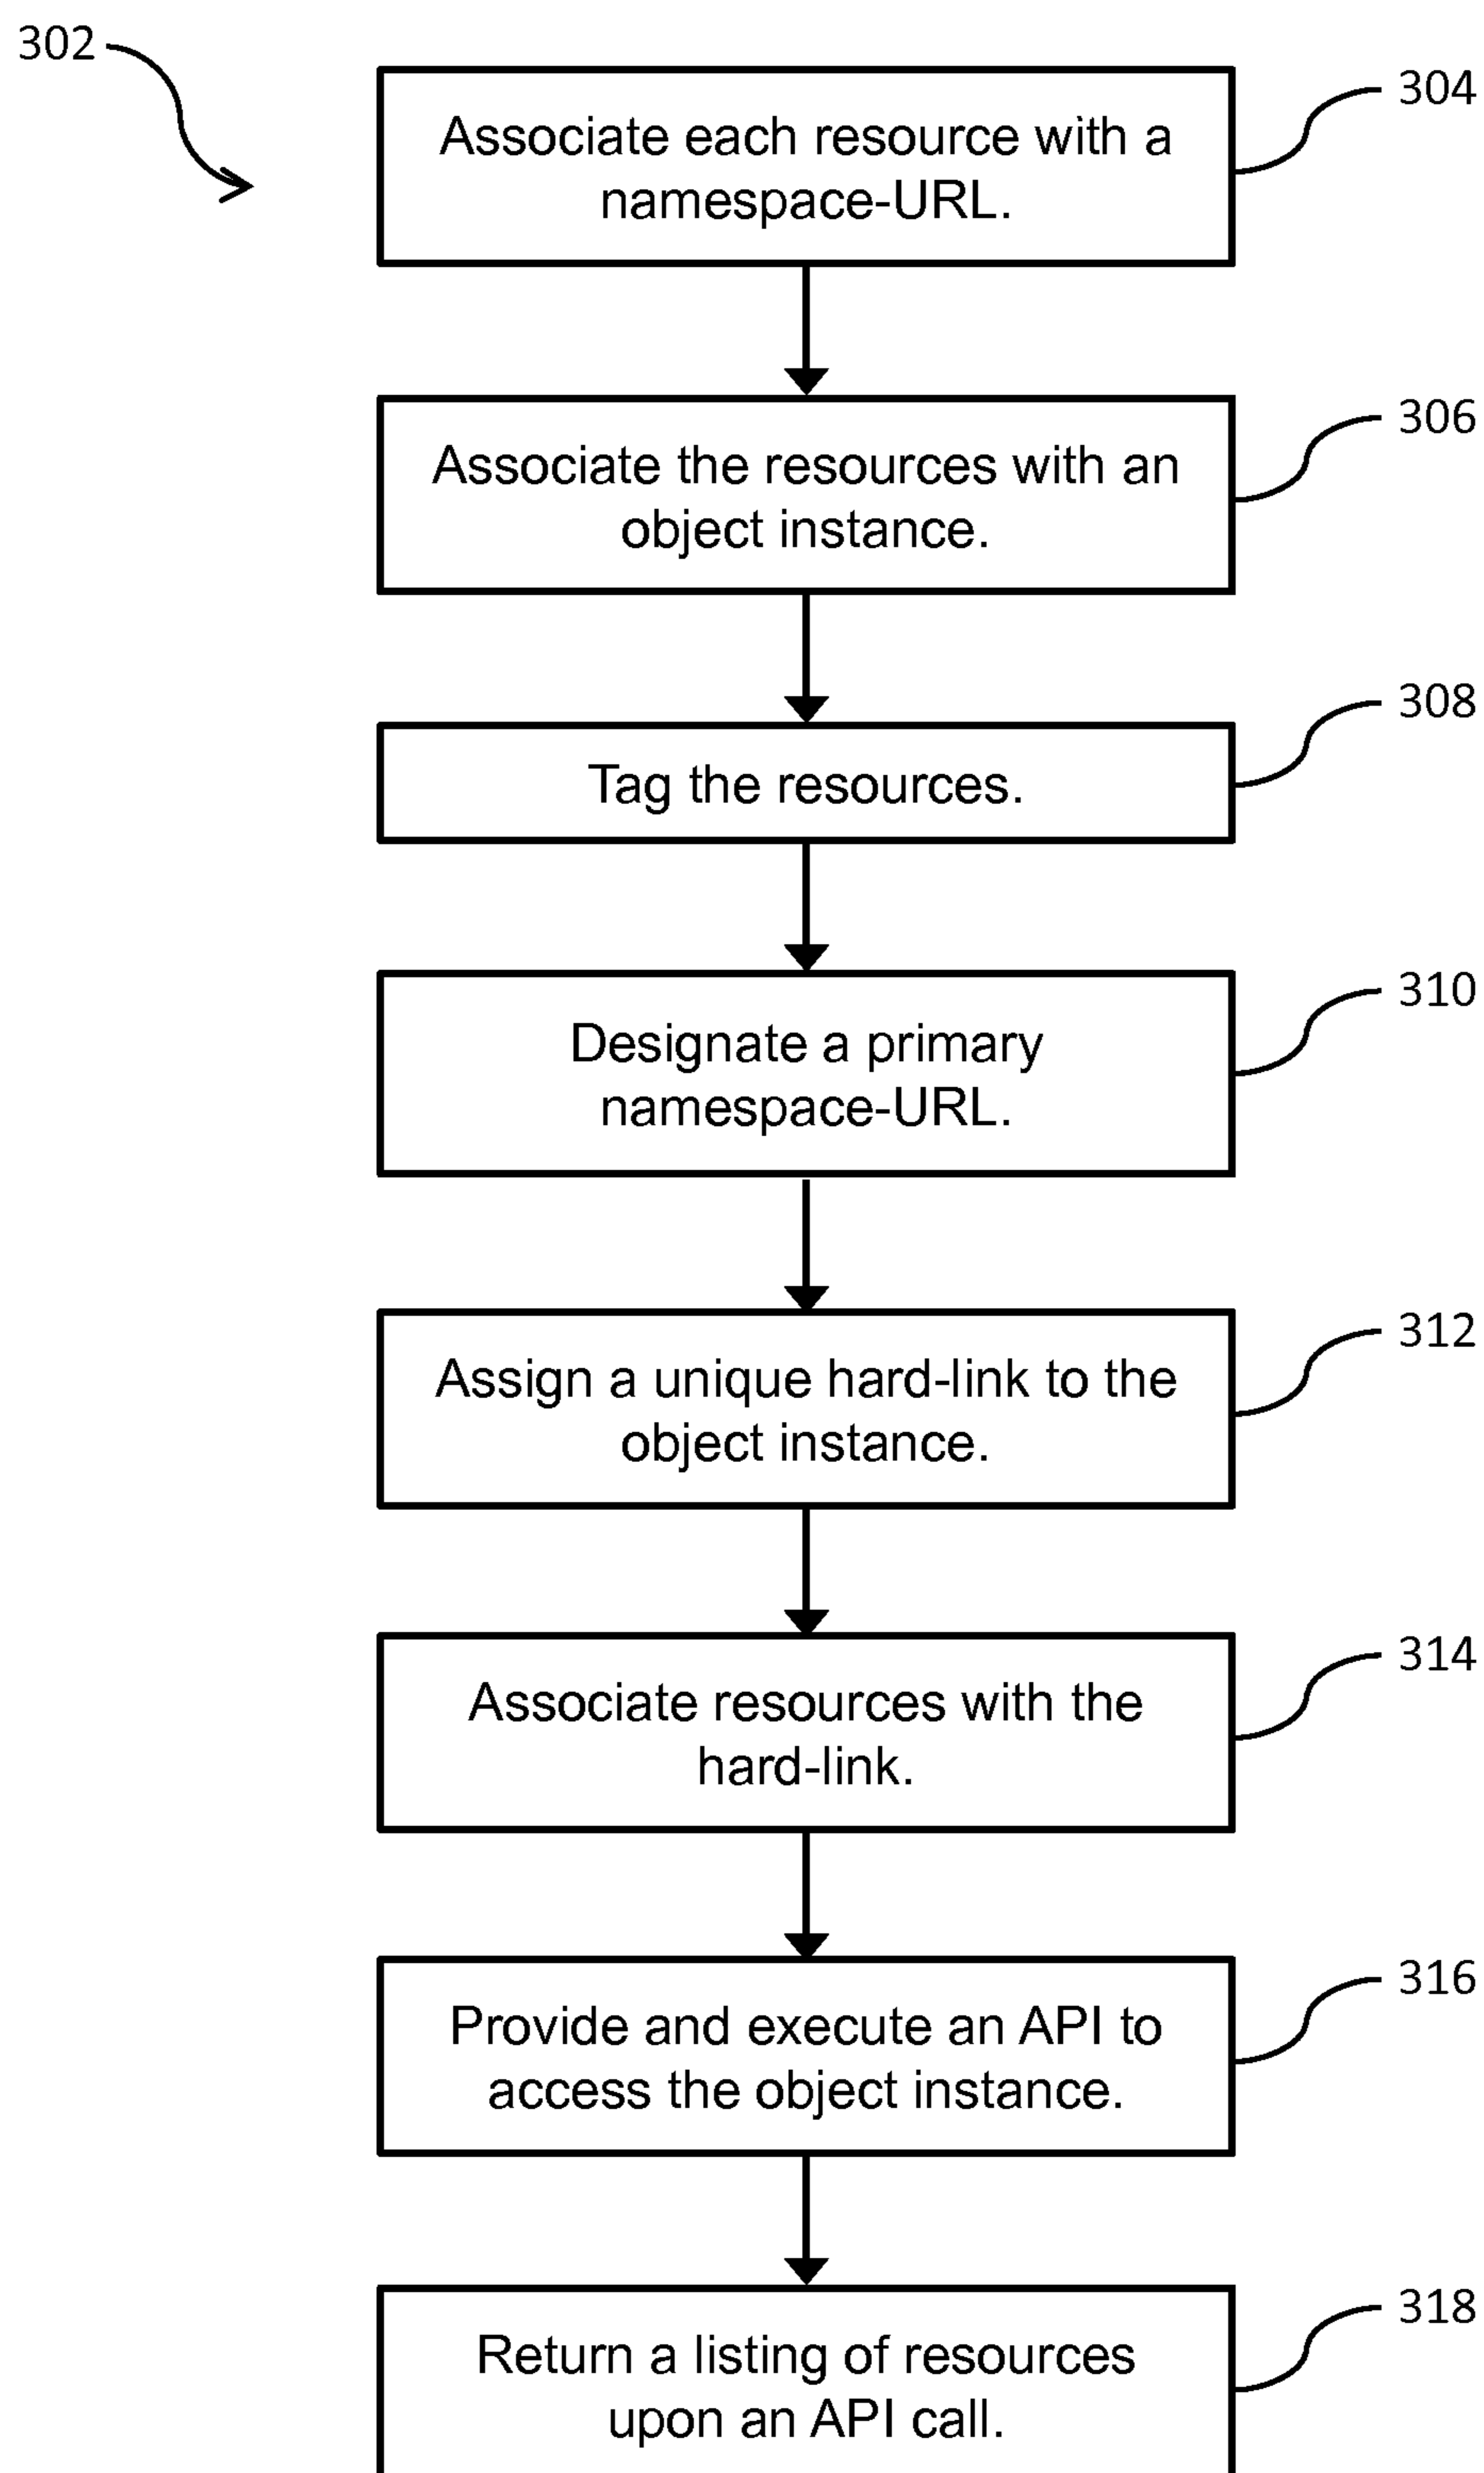 302
304
Associate each resource with a
namespace-URL.
306
Associate the resources with an
object instance.
308
Tag the resources.
310
Designate a primary
namespace-URL.
312
Assign a unique hard-link to the
object instance.
314
Associate resources with the
hard-link.
316
Provide and execute an API to
access the object instance.
318
Return a listing of resources
upon an API call.